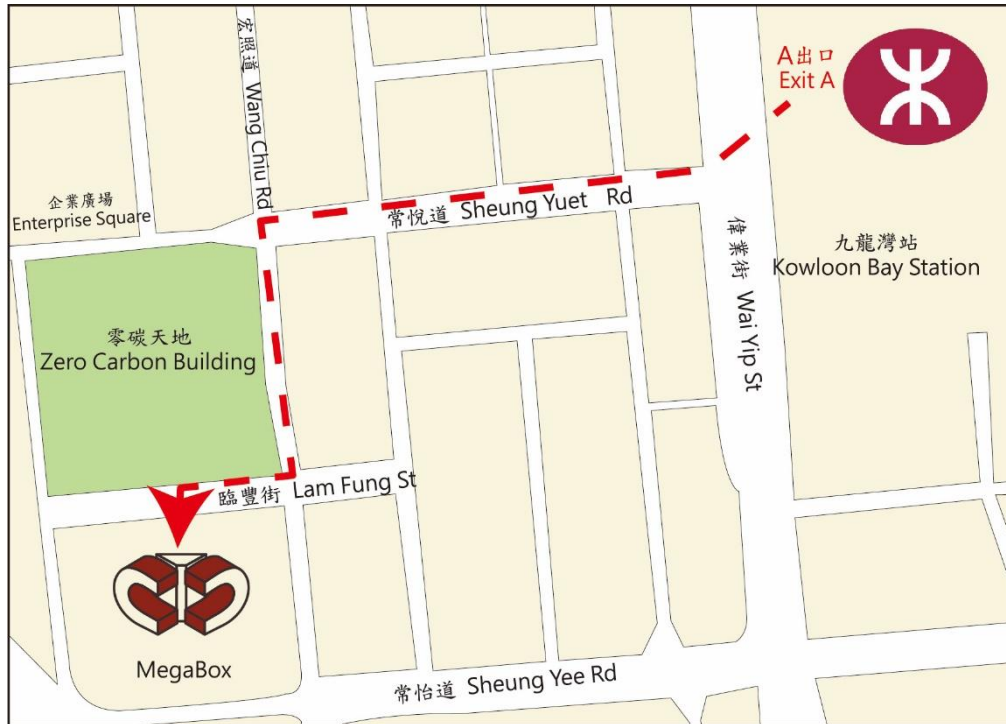 宏照道 Wang Chiu Rd
A出口
Exit A
企業廣場
Enterprise Square
常悅道 Sheung Yuet Rd
偉業街 Wai Yip St
九龍灣站
Kowloon Bay Station
零碳天地
Zero Carbon Building
臨豐街 Lam Fung St
MegaBox
常怡道 Sheung Yee Rd